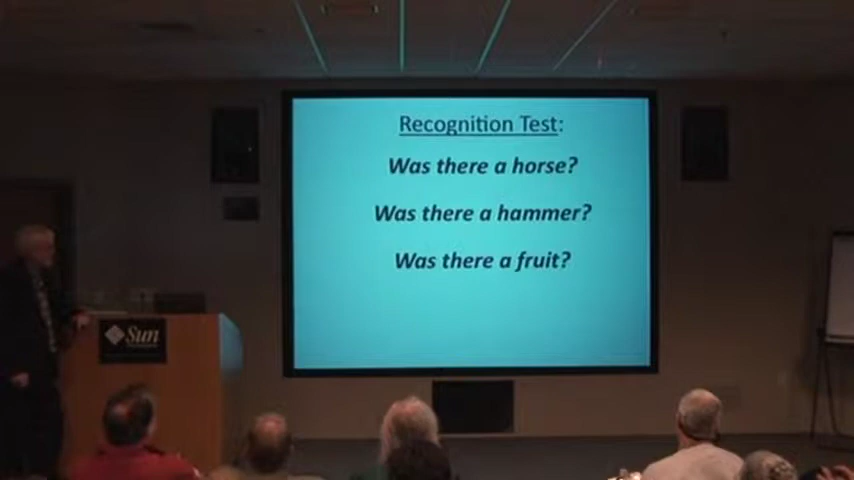 Recognition Test:
Was there a horse?
Was there a hammer?
Was there a fruit?
Sun